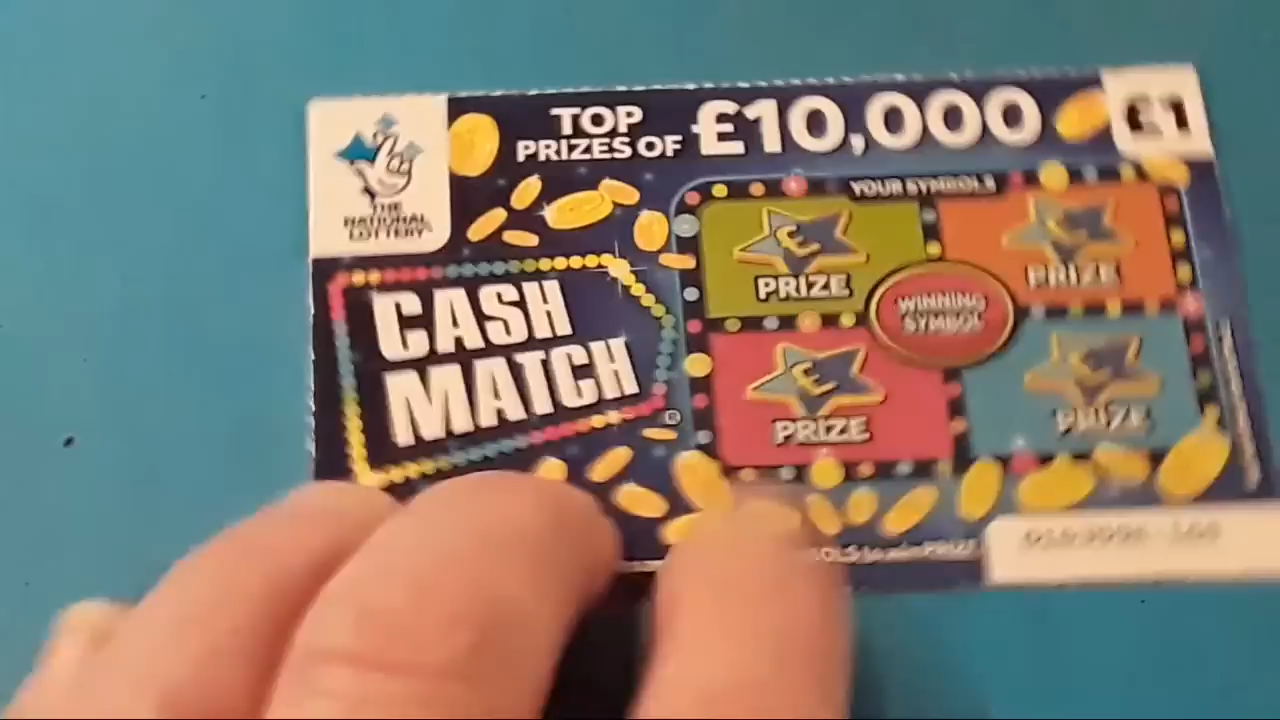 TOP
PRIZES OF £10,000
£1
THE
NATIONAL
LOTTERY
YOUR SYMBOLS
£
PRIZE
£
PRIZE
WINNING
SYMBOL
CASH
MATCH
®
£
PRIZE
£
PRIZE
PRIZE